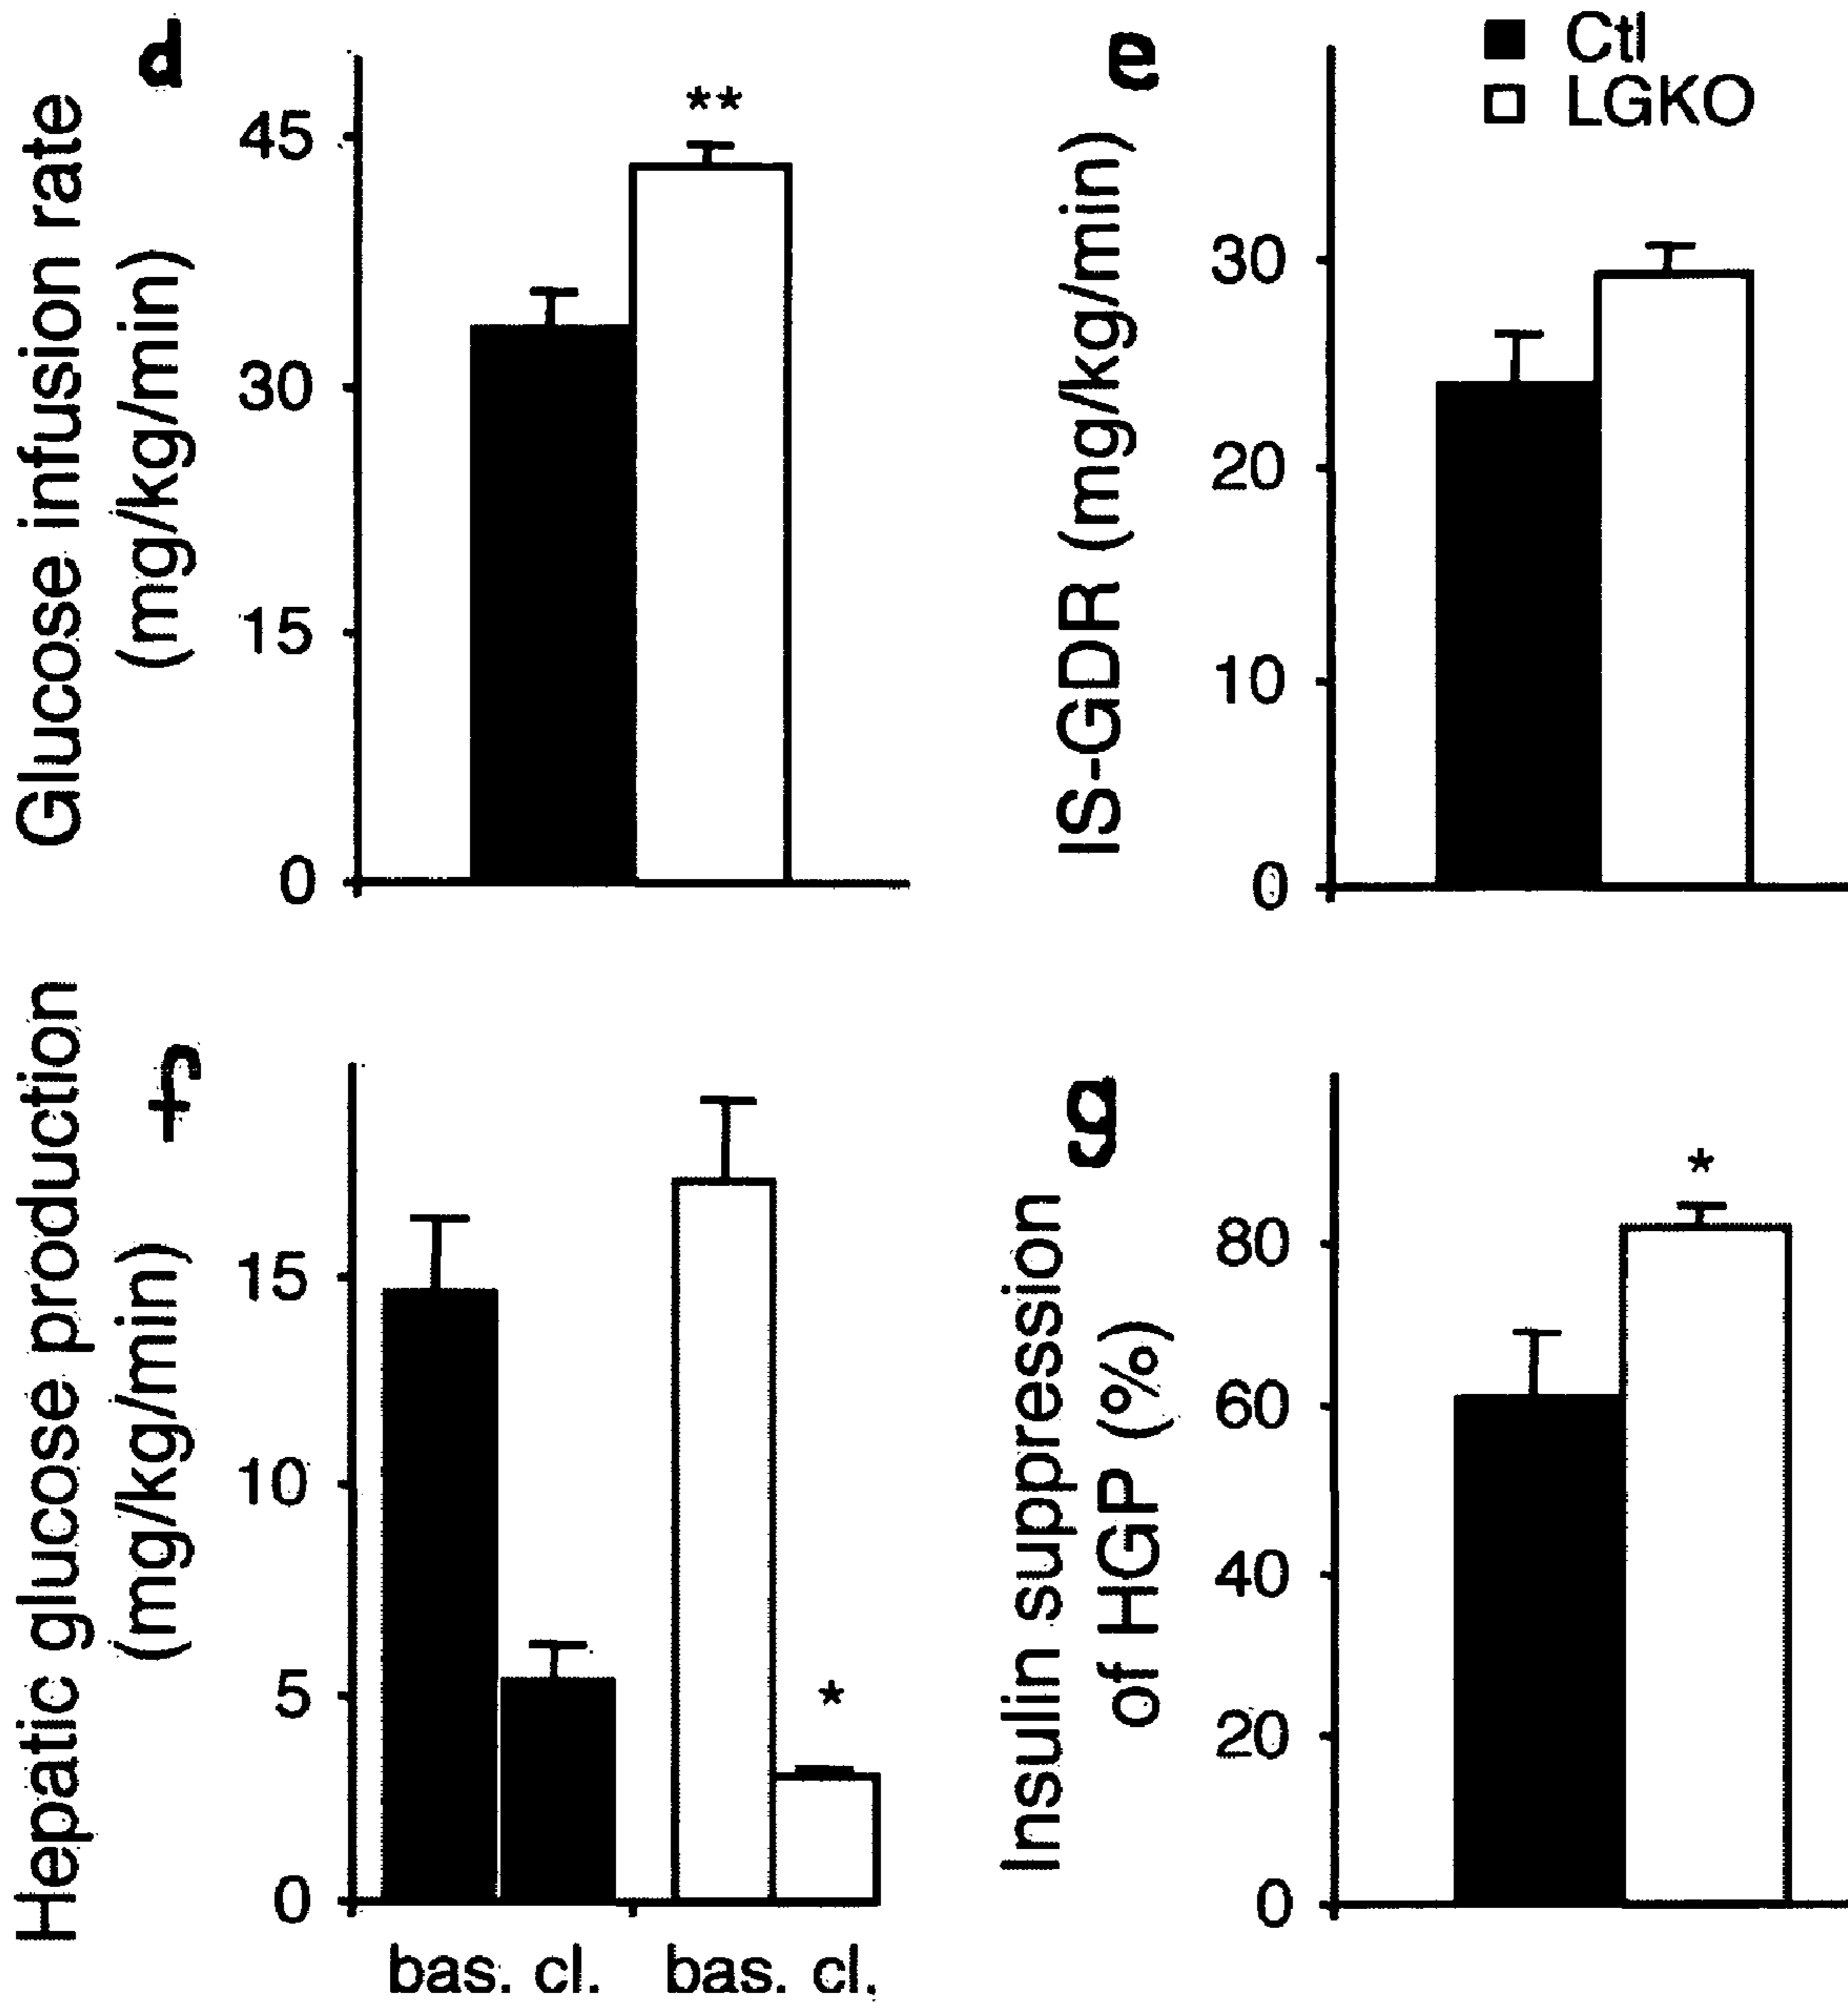 d
Glucose infusion rate
(mg/kg/min)
45
30
15
0
**
e
Ctl
LGKO
IS-GDR (mg/kg/min)
30
20
10
0
f
Hepatic glucose production
(mg/kg/min)
15
10
5
0
*
bas. cl. bas. cl.
g
Insulin suppression
of HGP (%)
80
60
40
20
0
*